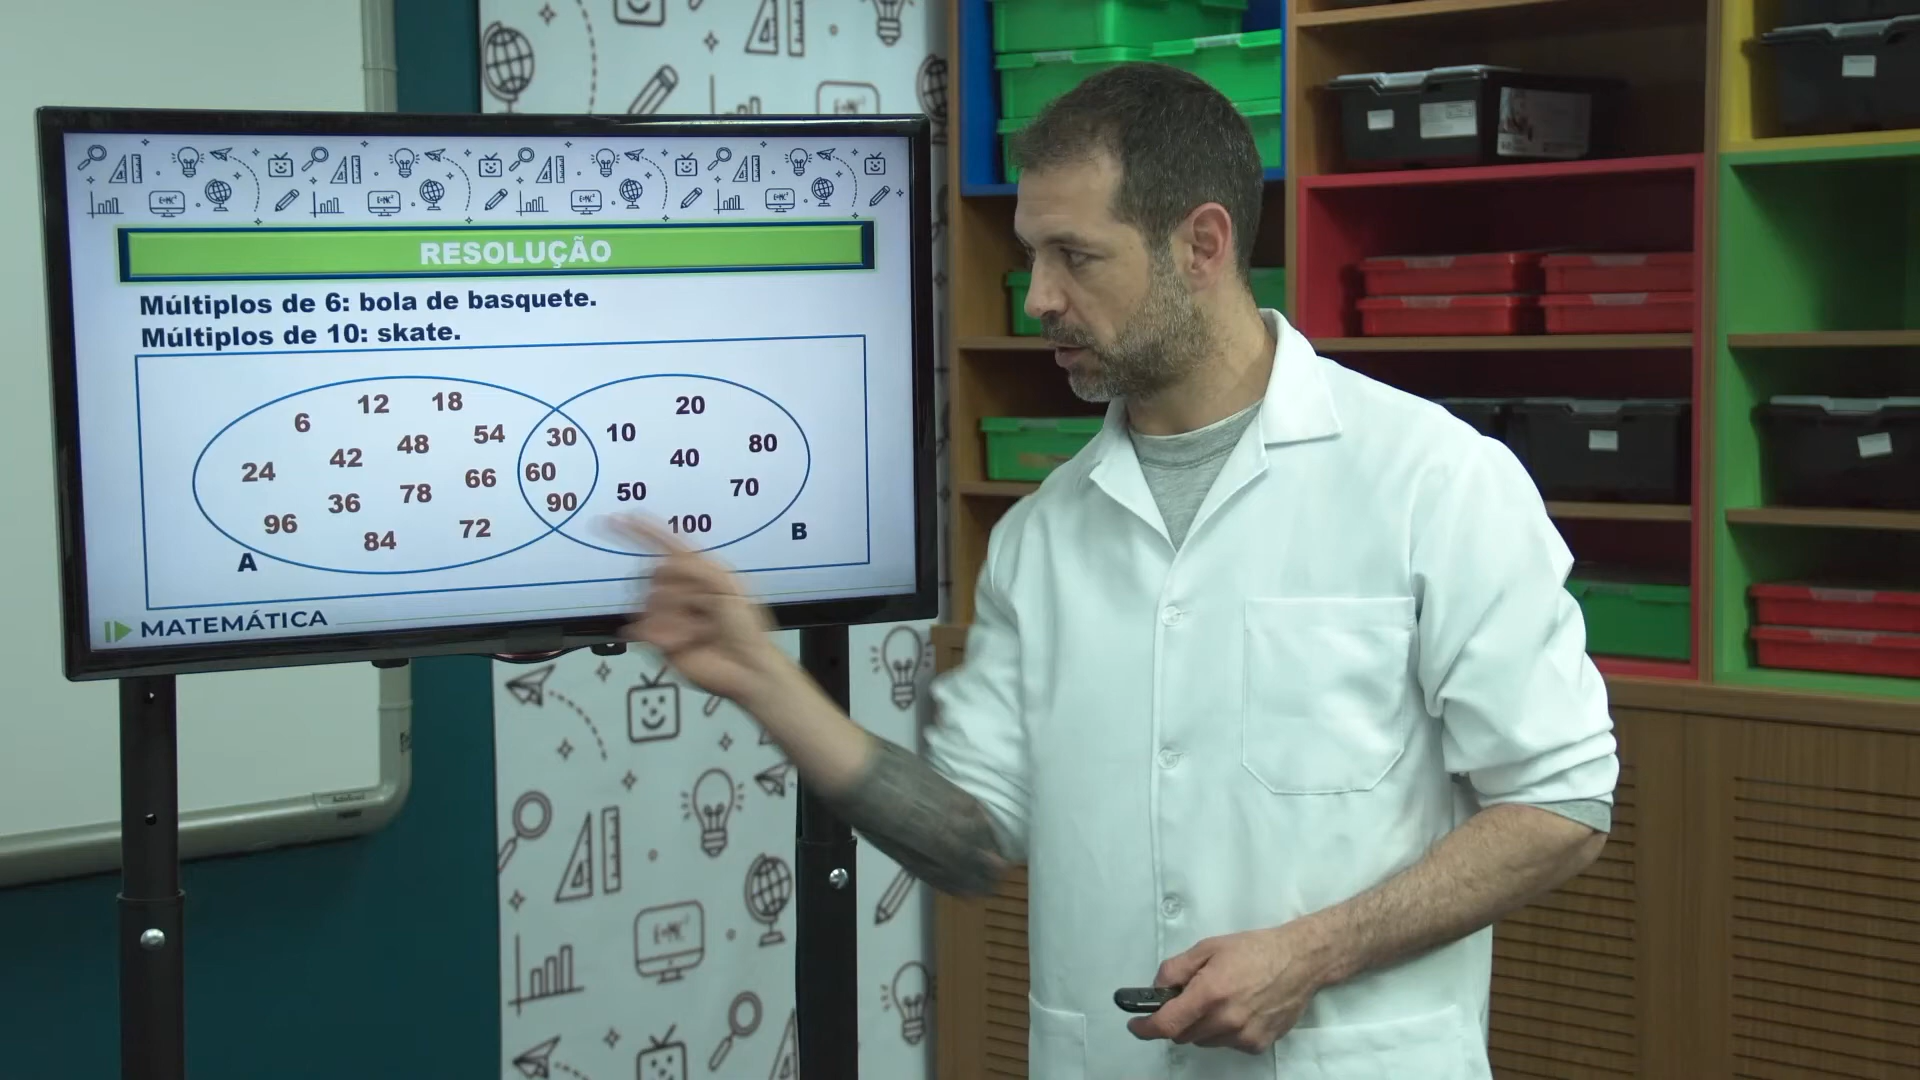 RESOLUÇÃO
Múltiplos de 6: bola de basquete.
Múltiplos de 10: skate.
6 12 18
24 42 48 54 30 10 20
36 78 66 60 40 80
96 84 72 90 50 70
100
A B
MATEMÁTICA